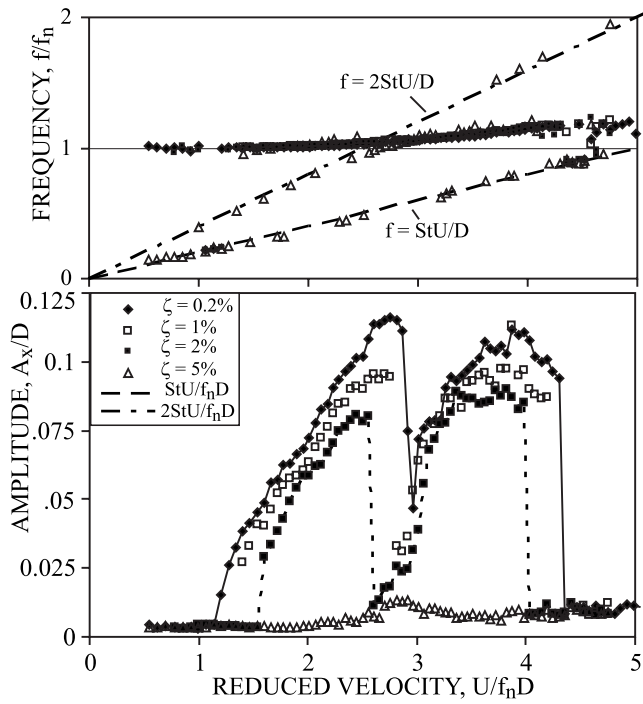 FREQUENCY, f/fₙ
2
1
0
f = 2StU/D
f = StU/D
AMPLITUDE, Aₓ/D
0.125
0.1
0.075
0.05
0.025
0
ζ = 0.2%
ζ = 1%
ζ = 2%
ζ = 5%
StU/fₙD
2StU/fₙD
0 1 2 3 4 5
REDUCED VELOCITY, U/fₙD